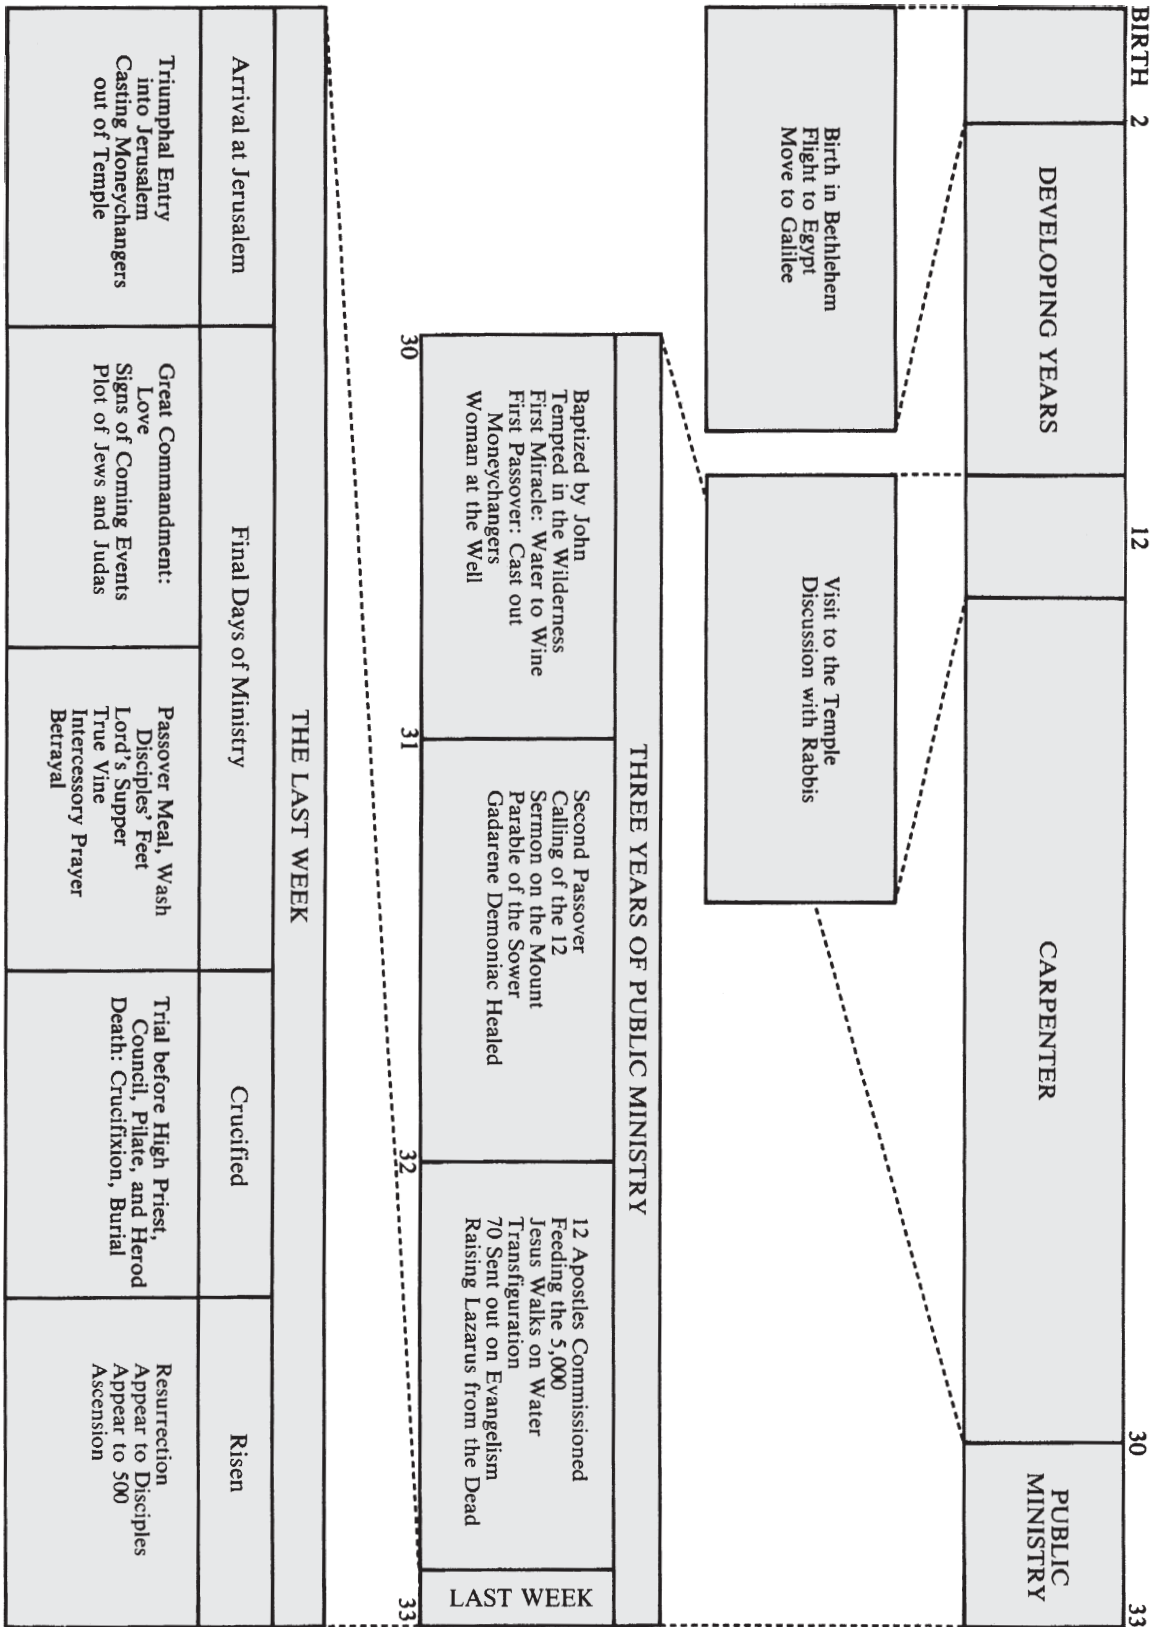 BIRTH
2
12
30
33
DEVELOPING YEARS
CARPENTER
PUBLIC
MINISTRY
Birth in Bethlehem
Flight to Egypt
Move to Galilee
Visit to the Temple
Discussion with Rabbis
THREE YEARS OF PUBLIC MINISTRY
Baptized by John
Tempted in the Wilderness
First Miracle: Water to Wine
First Passover: Cast out
Moneychangers
Woman at the Well
Second Passover
Calling of the 12
Sermon on the Mount
Parable of the Sower
Gadarene Demoniac Healed
12 Apostles Commissioned
Feeding the 5,000
Jesus Walks on Water
Transfiguration
70 Sent out on Evangelism
Raising Lazarus from the Dead
LAST WEEK
30
31
32
33
THE LAST WEEK
Arrival at Jerusalem
Final Days of Ministry
Crucified
Risen
Triumphal Entry
into Jerusalem
Casting Moneychangers
out of Temple
Great Commandment:
Love
Signs of Coming Events
Plot of Jews and Judas
Passover Meal, Wash
Disciples' Feet
Lord's Supper
True Vine
Intercessory Prayer
Betrayal
Trial before High Priest,
Council, Pilate, and Herod
Death: Crucifixion, Burial
Resurrection
Appear to Disciples
Appear to 500
Ascension